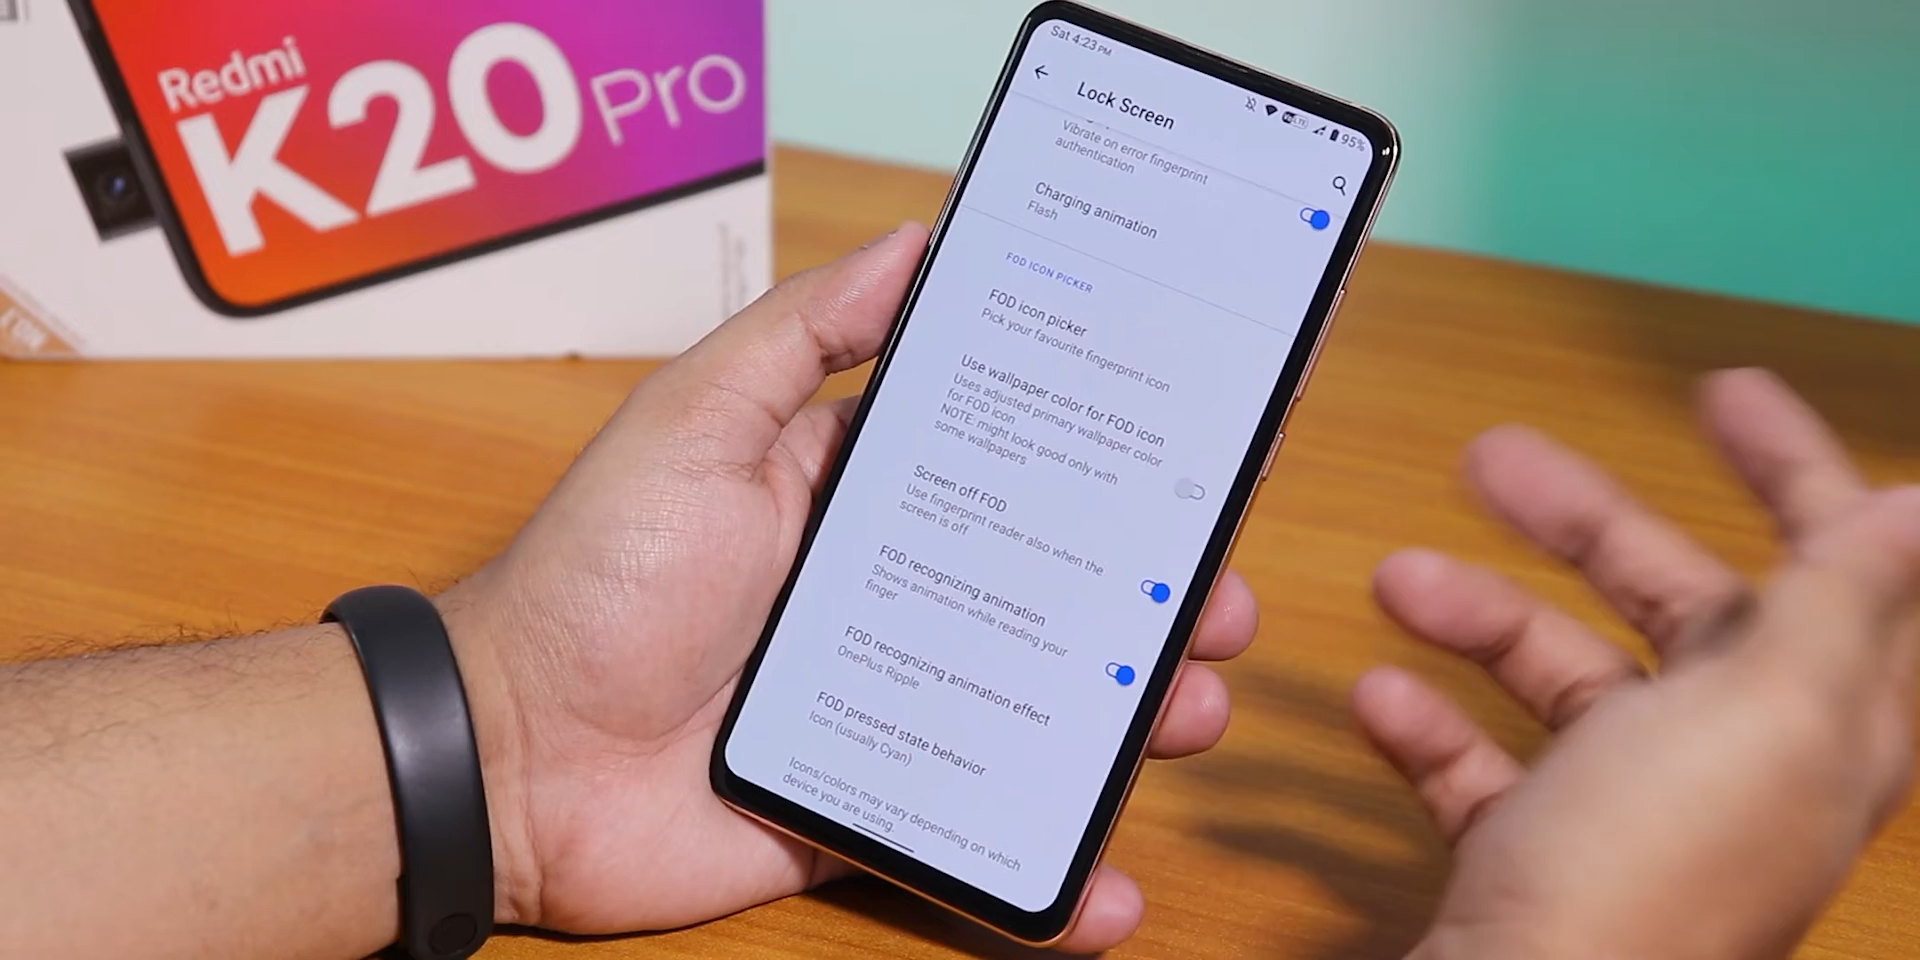 Redmi
K20 Pro
Sat 4:23 PM
95%
Lock Screen
Vibrate on error fingerprint
authentication
Charging animation
Flash
FOD ICON PICKER
FOD icon picker
Pick your favourite fingerprint icon
Use wallpaper color for FOD icon
Uses adjusted primary wallpaper color
for FOD icon
NOTE: might look good only with
some wallpapers
Screen off FOD
Use fingerprint reader also when the
screen is off
FOD recognizing animation
Shows animation while reading your
finger
FOD recognizing animation effect
OnePlus Ripple
FOD pressed state behavior
Icon (usually Cyan)
Icons/colors may vary depending on which
device you are using.